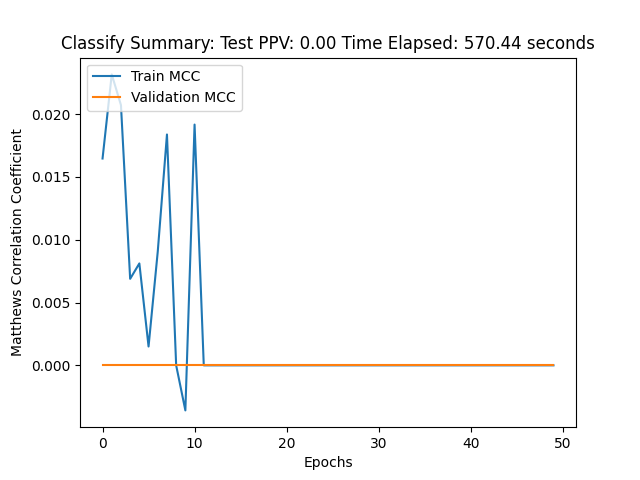 Classify Summary: Test PPV: 0.00 Time Elapsed: 570.44 seconds
Train MCC
Validation MCC
Matthews Correlation Coefficient
0.020
0.015
0.010
0.005
0.000
0 10 20 30 40 50
Epochs